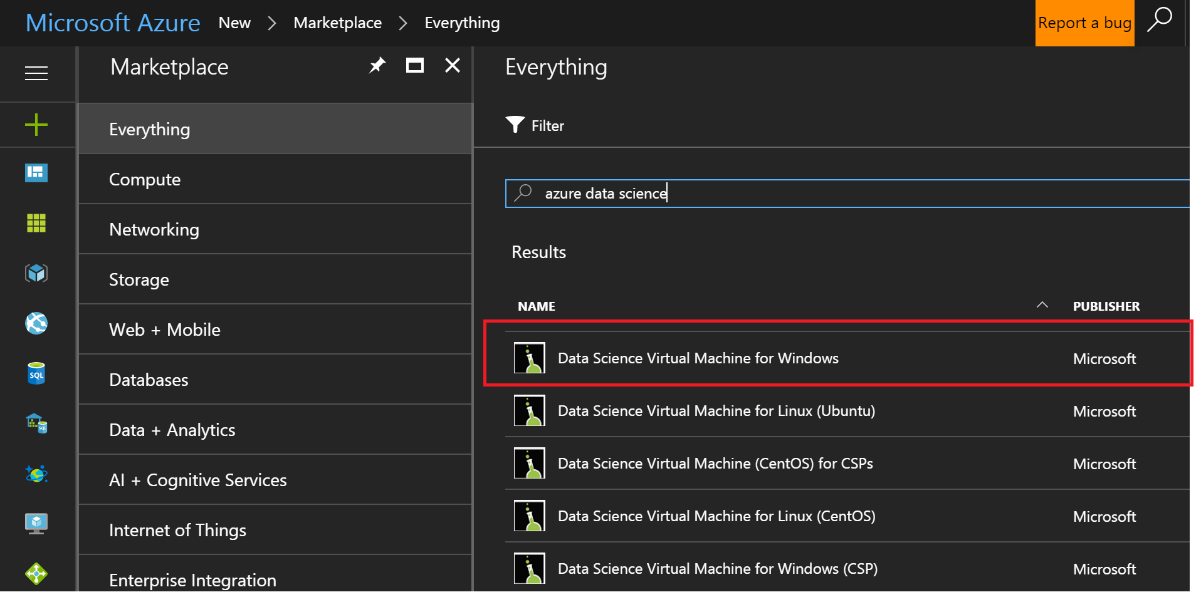 Microsoft Azure New > Marketplace > Everything Report a bug
Marketplace
Everything
Compute
Networking
Storage
Web + Mobile
Databases
Data + Analytics
AI + Cognitive Services
Internet of Things
Enterprise Integration
SQL
Everything
Filter
azure data science
Results
NAME PUBLISHER
Data Science Virtual Machine for Windows Microsoft
Data Science Virtual Machine for Linux (Ubuntu) Microsoft
Data Science Virtual Machine (CentOS) for CSPs Microsoft
Data Science Virtual Machine for Linux (CentOS) Microsoft
Data Science Virtual Machine for Windows (CSP) Microsoft